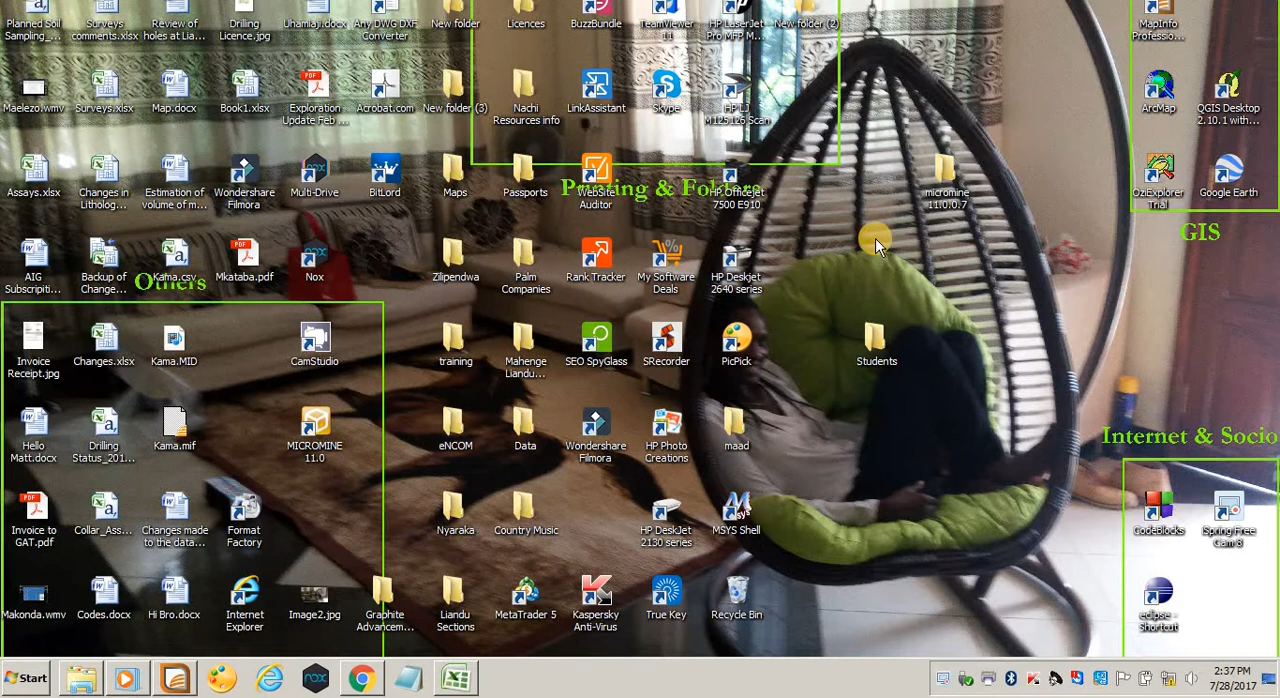 Planned Soil
Sampling_...
Surveys
comments.xlsx
Review of
holes at Lia...
Drilling
Licence.jpg
Uhamiaji.docx
Any DWG DXF
Converter
New folder
Licences
BuzzBundle
TeamViewer
11
HP LaserJet
Pro MFP M...
New folder (2)
MapInfo
Professio...
Maelezo.wmv
Surveys.xlsx
Map.docx
Book1.xlsx
Exploration
Update Feb ...
Acrobat.com
New folder (3)
Nachi
Resources info
LinkAssistant
Skype
HP LJ
M125126 Scan
ArcMap
QGIS Desktop
2.10.1 with...
Assays.xlsx
Changes in
Litholog...
Estimation of
volume of m...
Wondershare
Filmora
Multi-Drive
BitLord
Maps
Passports
WebSite
Auditor
Printing & Folders
HP Officejet
7500 E910
micromine
11.0.0.7
OziExplorer
Trial
Google Earth
GIS
AIG
Subscripiti...
Backup of
Change...
Kama.csv
Others
Mkataba.pdf
Nox
Zilipendwa
Palm
Companies
Rank Tracker
My Software
Deals
HP Deskjet
2640 series
Invoice
Receipt.jpg
Changes.xlsx
Kama.MID
CamStudio
training
Mahenge
Liandu...
SEO SpyGlass
SRecorder
PicPick
Students
Hello
Matt.docx
Drilling
Status_201...
Kama.mif
MICROMINE
11.0
eNCOM
Data
Wondershare
Filmora
HP Photo
Creations
maad
Internet & Socio
Invoice to
GAT.pdf
Collar_Ass...
Changes made
to the data...
Format
Factory
Nyaraka
Country Music
HP DeskJet
2130 series
MSYS Shell
CodeBlocks
iSpring Free
Cam 8
Makonda.wmv
Codes.docx
Hi Bro.docx
Internet
Explorer
Image2.jpg
Graphite
Advancem...
Liandu
Sections
MetaTrader 5
Kaspersky
Anti-Virus
True Key
Recycle Bin
eclipse -
Shortcut
Start
nox
2:37 PM
7/28/2017